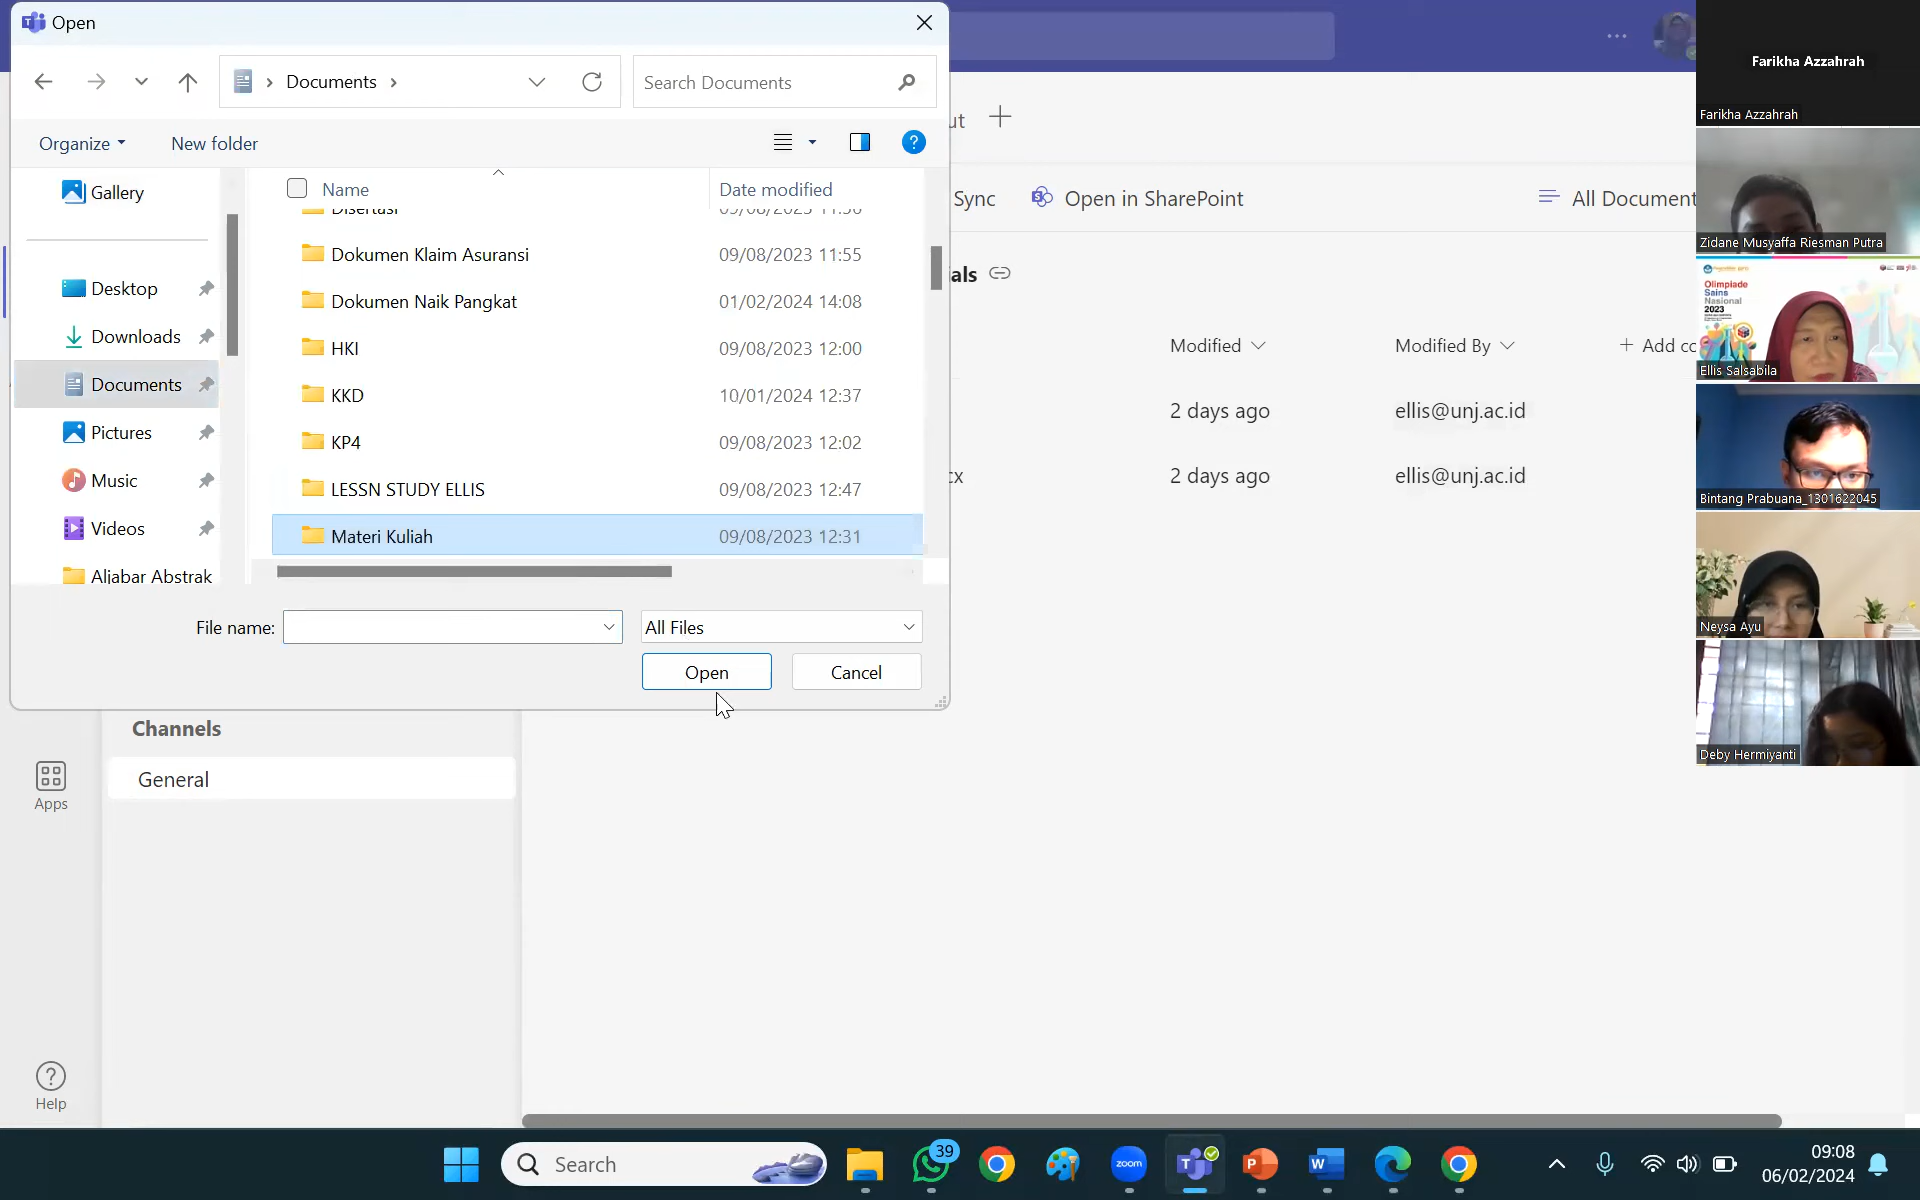 Open
Documents
Search Documents
Organize
New folder
Gallery
Desktop
Downloads
Documents
Pictures
Music
Videos
Aljabar Abstrak
Name
Date modified
Disertasi
Dokumen Klaim Asuransi 09/08/2023 11:55
Dokumen Naik Pangkat 01/02/2024 14:08
HKI 09/08/2023 12:00
KKD 10/01/2024 12:37
KP4 09/08/2023 12:02
LESSN STUDY ELLIS 09/08/2023 12:47
Materi Kuliah 09/08/2023 12:31
File name:
All Files
Open
Cancel
ut
Sync
Open in SharePoint
All Document
ials
Modified
Modified By
Add co
2 days ago ellis@unj.ac.id
cx 2 days ago ellis@unj.ac.id
Channels
General
Apps
Help
Farikha Azzahrah
Farikha Azzahrah
Zidane Musyaffa Riesman Putra
Olimpiade
Sains
Nasional
2023
Ellis Salsabila
Bintang Prabuana_1301622045
Neysa Ayu
Deby Hermiyanti
Search
39
zoom
09:08
06/02/2024